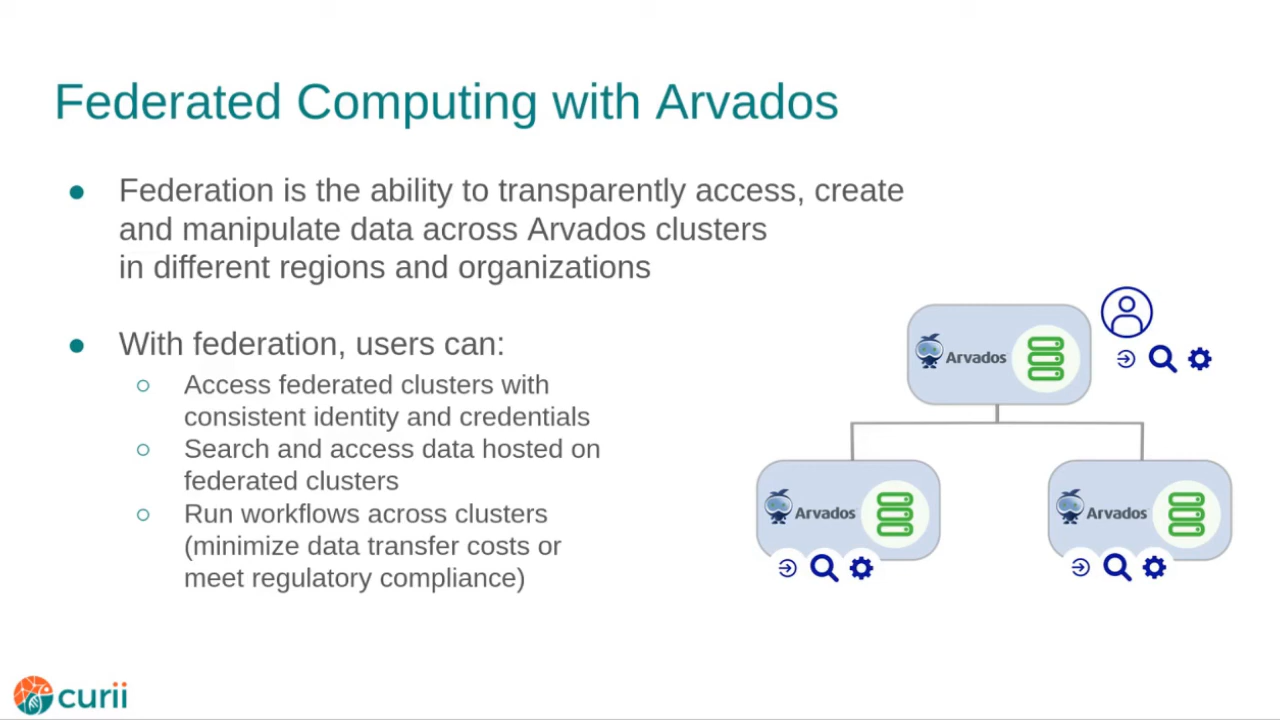 Federated Computing with Arvados
● Federation is the ability to transparently access, create
and manipulate data across Arvados clusters
in different regions and organizations
● With federation, users can:
○ Access federated clusters with
consistent identity and credentials
○ Search and access data hosted on
federated clusters
○ Run workflows across clusters
(minimize data transfer costs or
meet regulatory compliance)
Arvados
Arvados
Arvados
curii